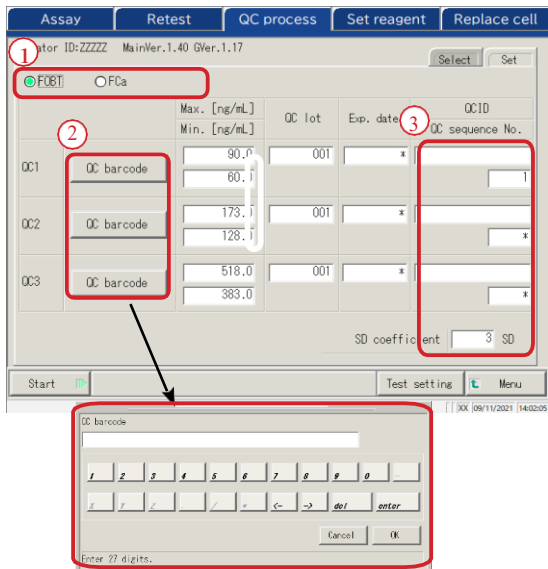 Assay Retest QC process Set reagent Replace cell
1
ator ID:ZZZZZ MainVer.1.40 GVer.1.17
Select Set
FOBT FCa
Max. [ng/mL] QC lot Exp. date QCID
Min. [ng/mL] QC sequence No.
2
3
QC1 QC barcode 90.0 001 *
60. 1
QC2 QC barcode 173. 001 *
128. *
QC3 QC barcode 518.0 001 *
383.0 *
SD coefficient 3 SD
Start Test setting Menu
XX 09/11/2021 14:02:05
QC barcode
1 2 3 4 5 6 7 8 9 0 -
X Y Z . / * <- -> del enter
Cancel OK
Enter 27 digits.